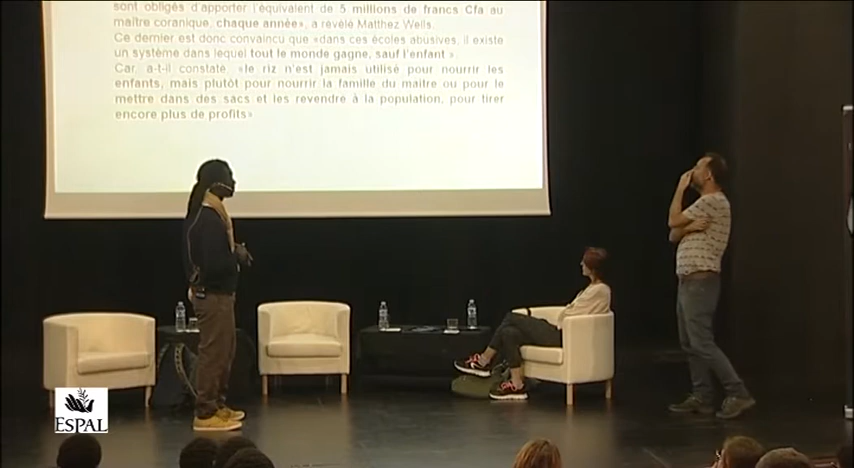 sont obligés d'apporter l'équivalent de 5 millions de francs Cfa au
maître coranique, chaque année», a révélé Matthez Wells.
Ce dernier est donc convaincu que «dans ces écoles abusives, il existe
un système dans lequel tout le monde gagne, sauf l'enfant ».
Car ,a-t-il constate «le riz n'est jamais utilisé pour nourrir les
enfants, mais plutôt pour nourrir la famille du maître ou pour le
mettre dans des sacs et les revendre à la population, pour tirer
encore plus de profits»
ESPAL